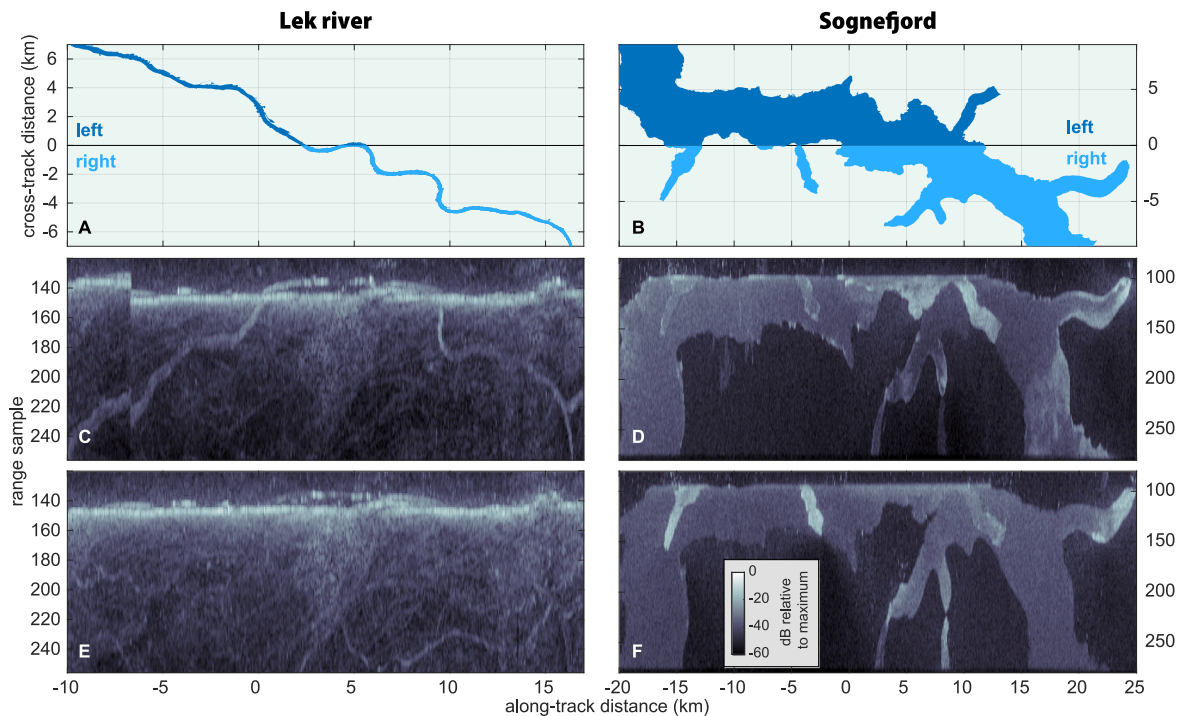 Lek river
Sognefjord
cross-track distance (km)
6
4
2
0
-2
-4
-6
left
right
A
5
0
-5
left
right
B
range sample
140
160
180
200
220
240
C
100
150
200
250
D
140
160
180
200
220
240
E
100
150
200
250
F
0
-20
-40
-60
dB relative
to maximum
-10
-5
0
5
10
15
-20
-15
-10
-5
0
5
10
15
20
25
along-track distance (km)